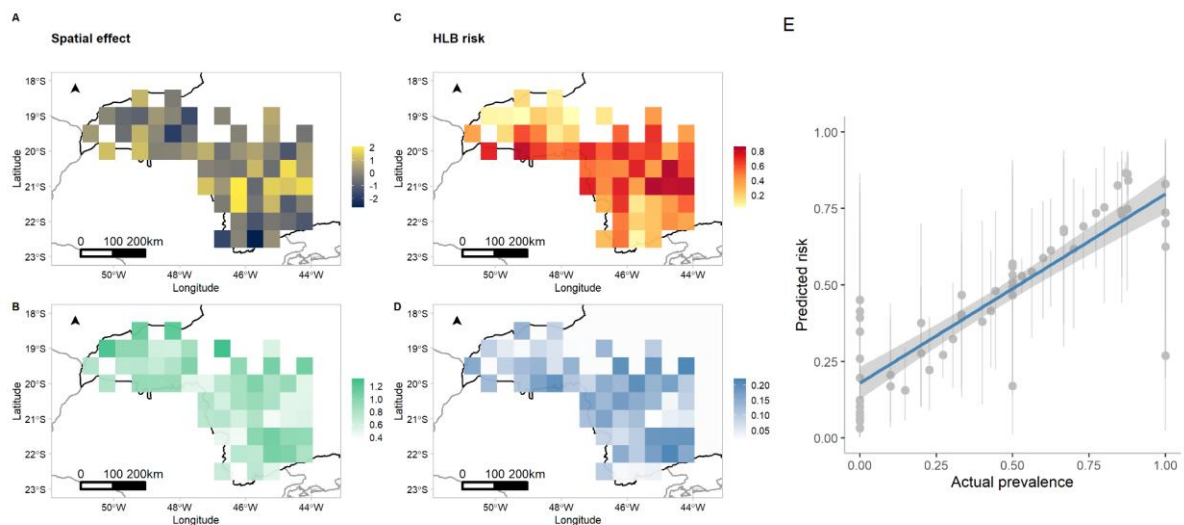 A
Spatial effect
18°S
19°S
20°S
21°S
22°S
23°S
Latitude
0 100 200km
50°W 48°W 46°W 44°W
Longitude
2
1
0
-1
-2
C
HLB risk
18°S
19°S
20°S
21°S
22°S
23°S
Latitude
0 100 200km
50°W 48°W 46°W 44°W
Longitude
0.8
0.6
0.4
0.2
B
18°S
19°S
20°S
21°S
22°S
23°S
Latitude
0 100 200km
50°W 48°W 46°W 44°W
Longitude
1.2
1.0
0.8
0.6
0.4
D
18°S
19°S
20°S
21°S
22°S
23°S
Latitude
0 100 200km
50°W 48°W 46°W 44°W
Longitude
0.20
0.15
0.10
0.05
E
1.00
0.75
0.50
0.25
0.00
Predicted risk
0.00 0.25 0.50 0.75 1.00
Actual prevalence